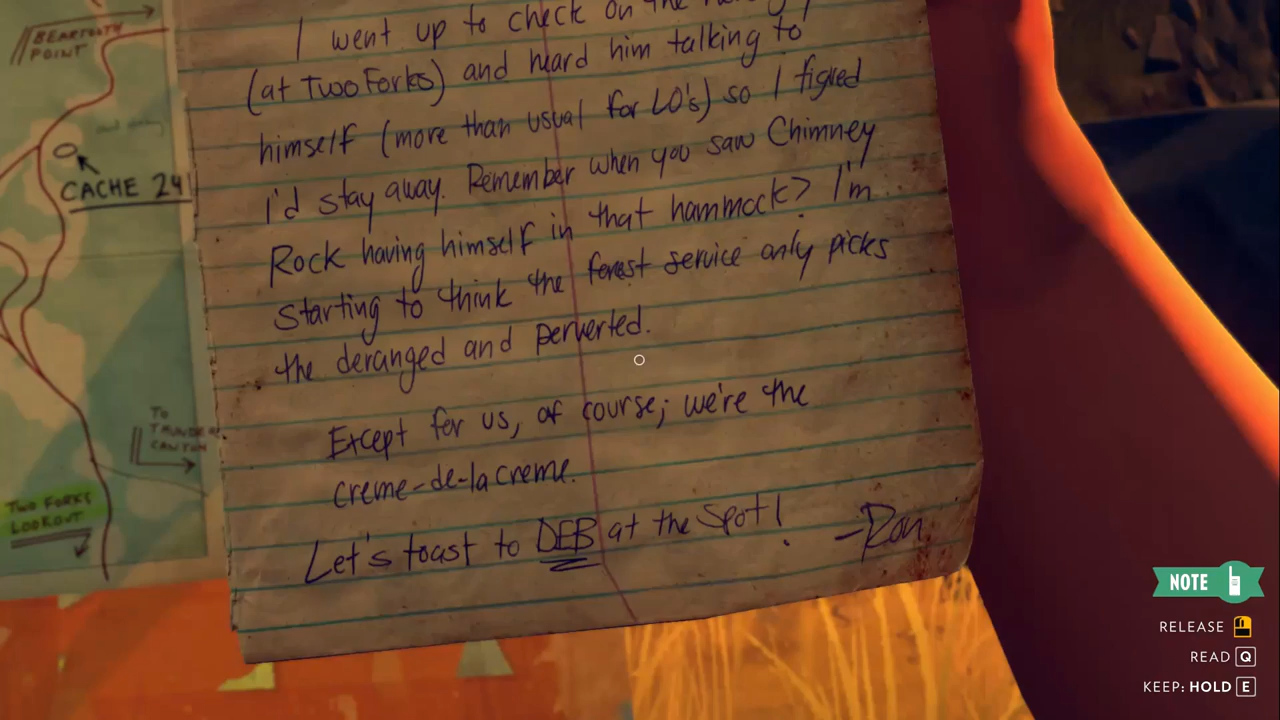 BEARTOOTH
POINT
CACHE 24
TO
CANYON
TWO FORKS
LOOKOUT
I went up to check on the
(at Two Forks) and heard him talking to
himself (more than usual for LO's) so I figred
I'd stay away. Remember when you saw Chimney
Rock having himself in that hammock? I'm
starting to think the forest service only picks
the deranged and perverted.
Except for us, of course; we're the
creme-de-la creme.
Let's toast to DEB at the Spot!
-Ron
NOTE
RELEASE
READ Q
KEEP: HOLD E